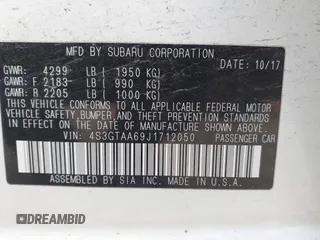 MFD. BY SUBARU CORPORATION
GVWR: 4299 LB ( 1950 KG) DATE: 10/17
GAWR: F 2183 LB ( 990 KG)
GAWR: R 2205 LB ( 1000 KG)
THIS VEHICLE CONFORMS TO ALL APPLICABLE FEDERAL MOTOR
VEHICLE SAFETY, BUMPER, AND THEFT PREVENTION STANDARDS
IN EFFECT ON THE DATE OF MANUFACTURE SHOWN ABOVE.
VIN: 4S3GTAA69J1712050 PASSENGER CAR
ASSEMBLED BY SIA INC. MADE IN U.S.A.
© DREAMBID